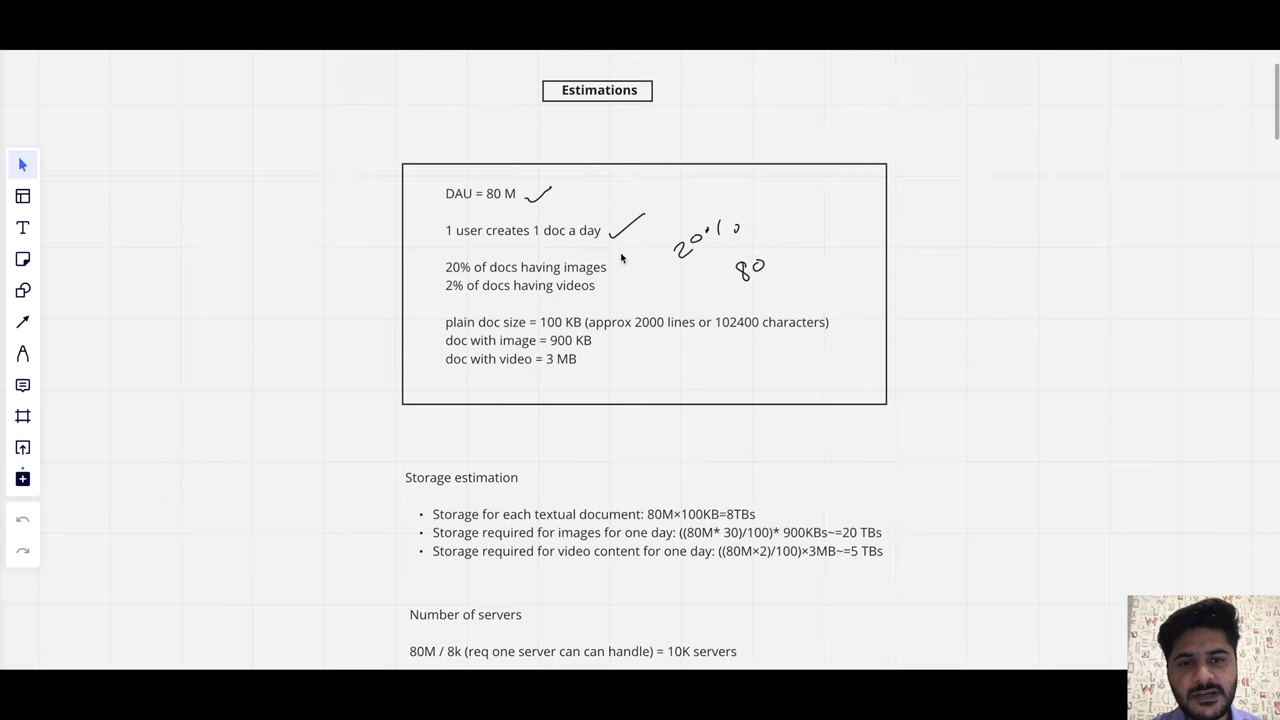 Estimations
DAU = 80 M
1 user creates 1 doc a day
20%
80
20% of docs having images
2% of docs having videos
plain doc size = 100 KB (approx 2000 lines or 102400 characters)
doc with image = 900 KB
doc with video = 3 MB
Storage estimation
• Storage for each textual document: 80M×100KB=8TBs
• Storage required for images for one day: ((80M* 30)/100)* 900KBs~=20 TBs
• Storage required for video content for one day: ((80M×2)/100)×3MB~=5 TBs
Number of servers
80M / 8k (req one server can can handle) = 10K servers